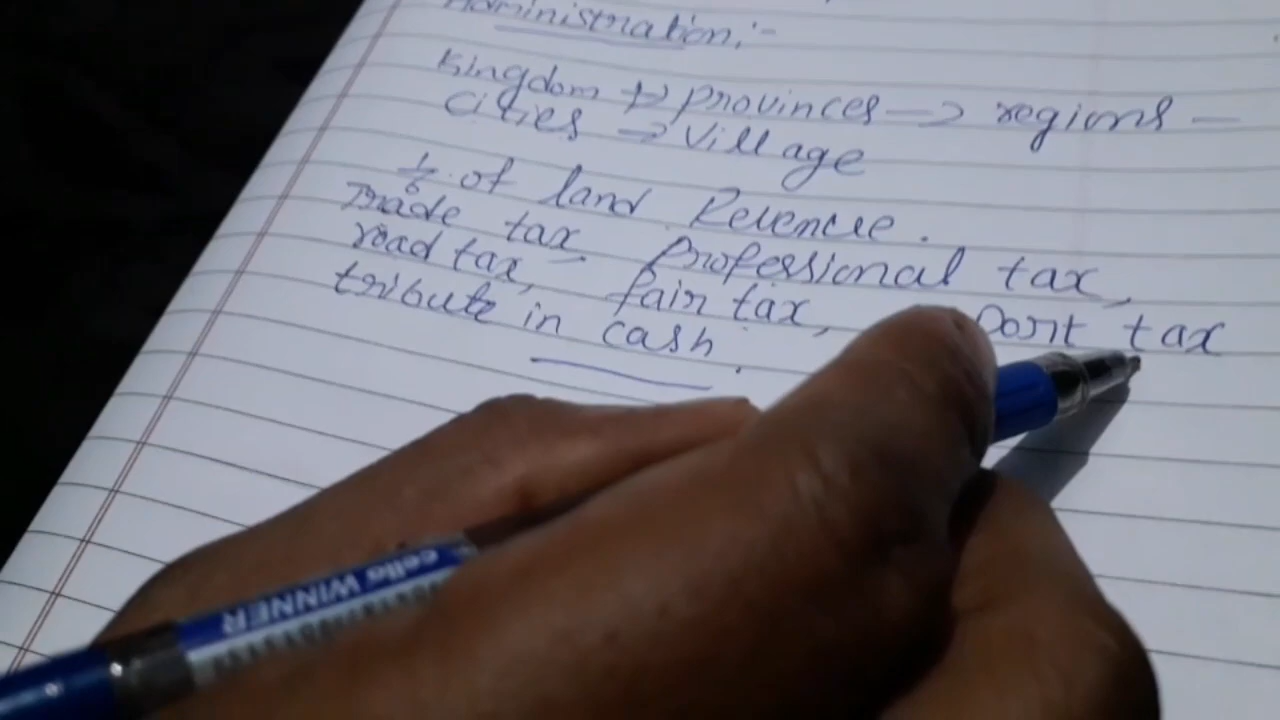 Administration:-
Kingdom → provinces → regions —
cities → village
1/6 of land Revenue.
Trade tax, professional tax,
road tax, fair tax, port tax
tribute in cash.
cello WINNER